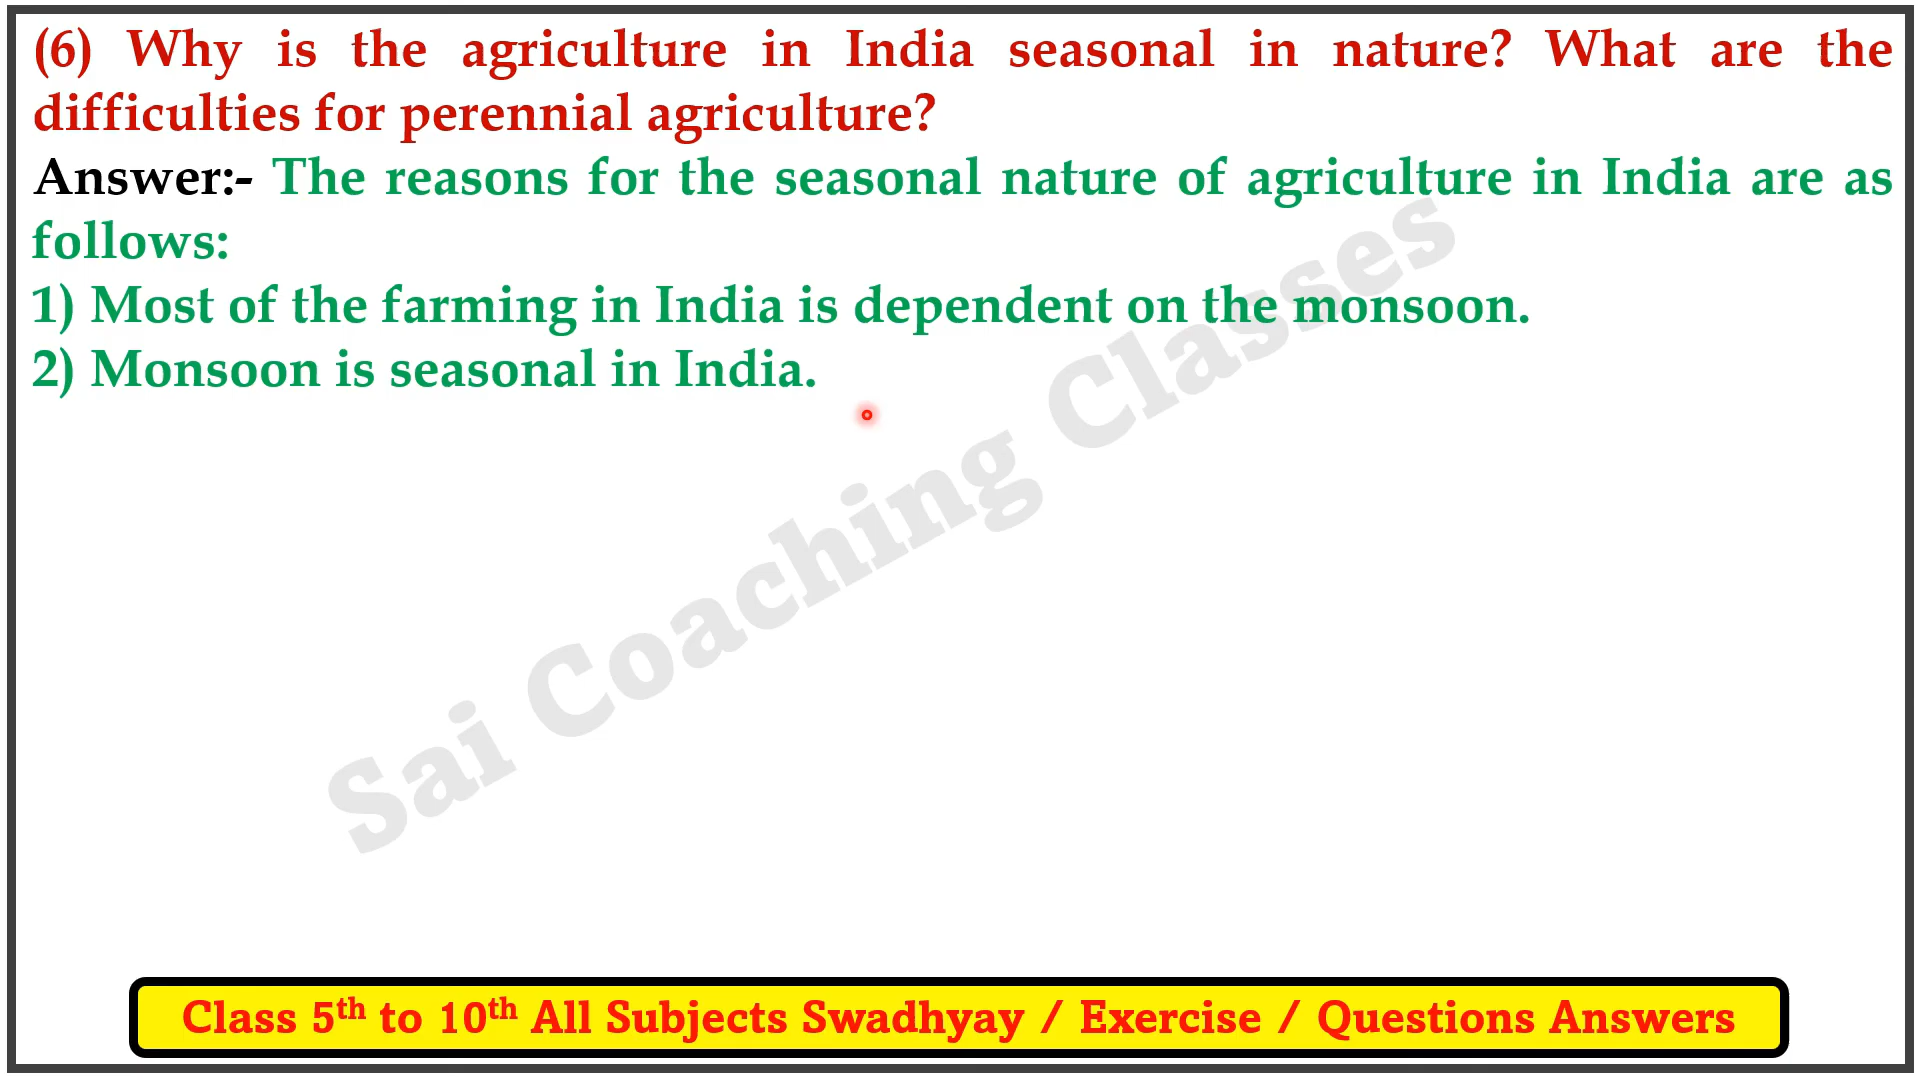 (6) Why is the agriculture in India seasonal in nature? What are the
difficulties for perennial agriculture?
Answer:- The reasons for the seasonal nature of agriculture in India are as
follows:
1) Most of the farming in India is dependent on the monsoon.
2) Monsoon is seasonal in India.
Sai Coaching Classes
Class 5th to 10th All Subjects Swadhyay / Exercise / Questions Answers